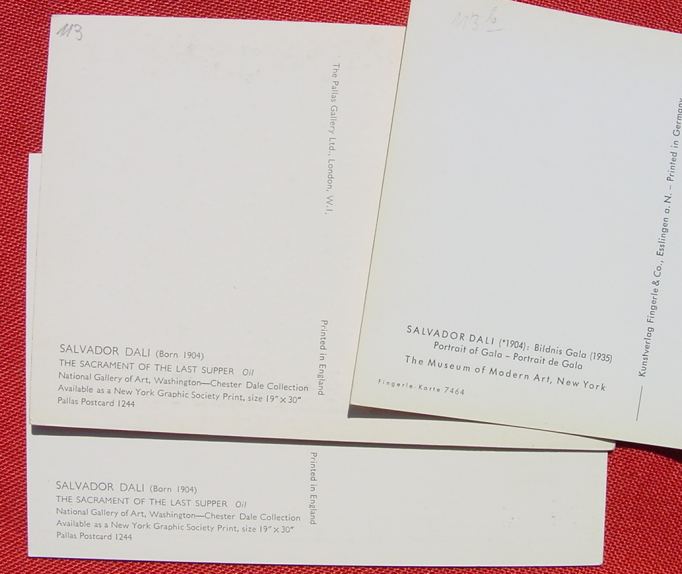 113
The Pallas Gallery Ltd., London, W.I.
Printed in England
SALVADOR DALI (Born 1904)
THE SACRAMENT OF THE LAST SUPPER Oil
National Gallery of Art, Washington—Chester Dale Collection
Available as a New York Graphic Society Print, size 19" x 30"
Pallas Postcard 1244
113 b
SALVADOR DALI (*1904): Bildnis Gala (1935)
Portrait of Gala – Portrait de Gala
The Museum of Modern Art, New York
Fingerle Karte 7464
Kunstverlag Fingerle & Co., Esslingen a. N. – Printed in Germany
Printed in England
SALVADOR DALI (Born 1904)
THE SACRAMENT OF THE LAST SUPPER Oil
National Gallery of Art, Washington—Chester Dale Collection
Available as a New York Graphic Society Print, size 19" x 30"
Pallas Postcard 1244